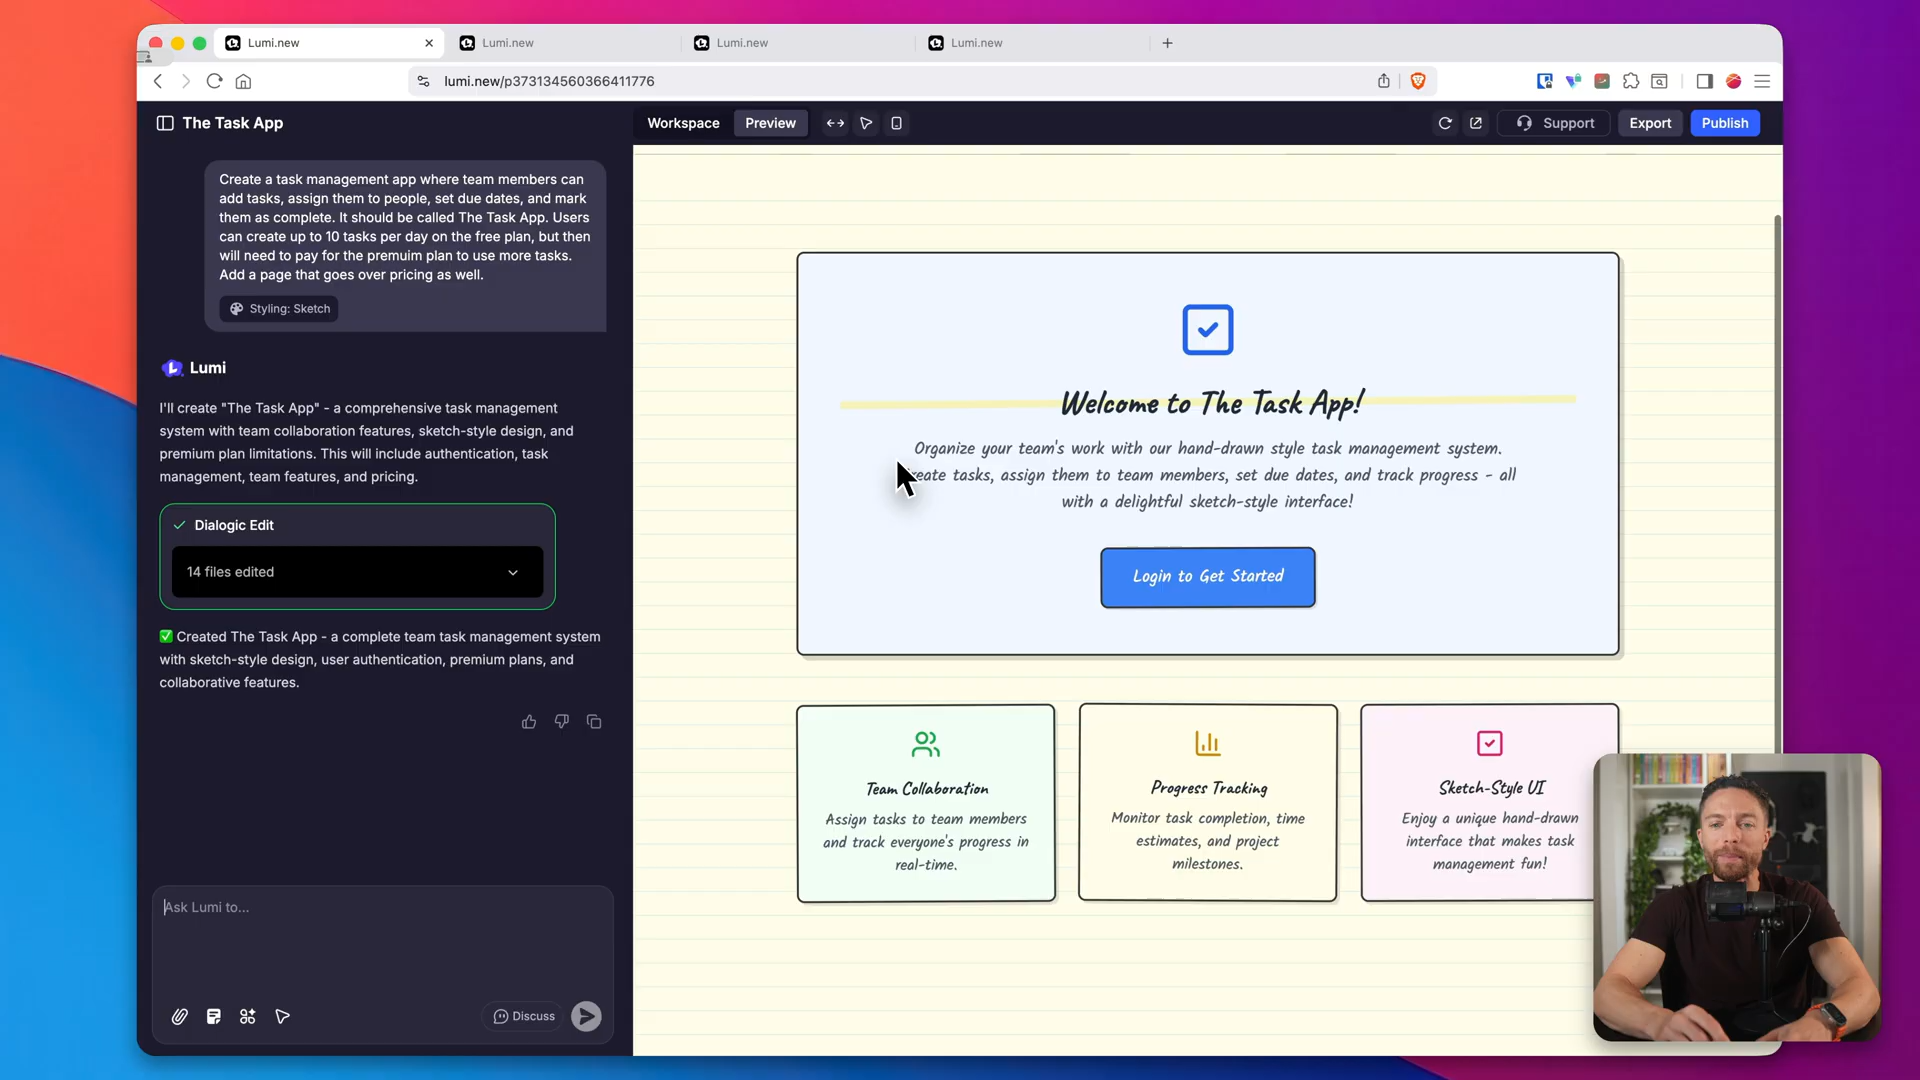 Lumi.new
Lumi.new
Lumi.new
Lumi.new
lumi.new/p373134560366411776
The Task App
Workspace
Preview
Support
Export
Publish
Create a task management app where team members can
add tasks, assign them to people, set due dates, and mark
them as complete. It should be called The Task App. Users
can create up to 10 tasks per day on the free plan, but then
will need to pay for the premuim plan to use more tasks.
Add a page that goes over pricing as well.
Styling: Sketch
Lumi
I'll create "The Task App" - a comprehensive task management
system with team collaboration features, sketch-style design, and
premium plan limitations. This will include authentication, task
management, team features, and pricing.
Dialogic Edit
14 files edited
✅ Created The Task App - a complete team task management system
with sketch-style design, user authentication, premium plans, and
collaborative features.
Ask Lumi to...
Discuss
Welcome to The Task App!
Organize your team's work with our hand-drawn style task management system.
eate tasks, assign them to team members, set due dates, and track progress - all
with a delightful sketch-style interface!
Login to Get Started
Team Collaboration
Assign tasks to team members
and track everyone's progress in
real-time.
Progress Tracking
Monitor task completion, time
estimates, and project
milestones.
Sketch-Style UI
Enjoy a unique hand-drawn
interface that makes task
management fun!